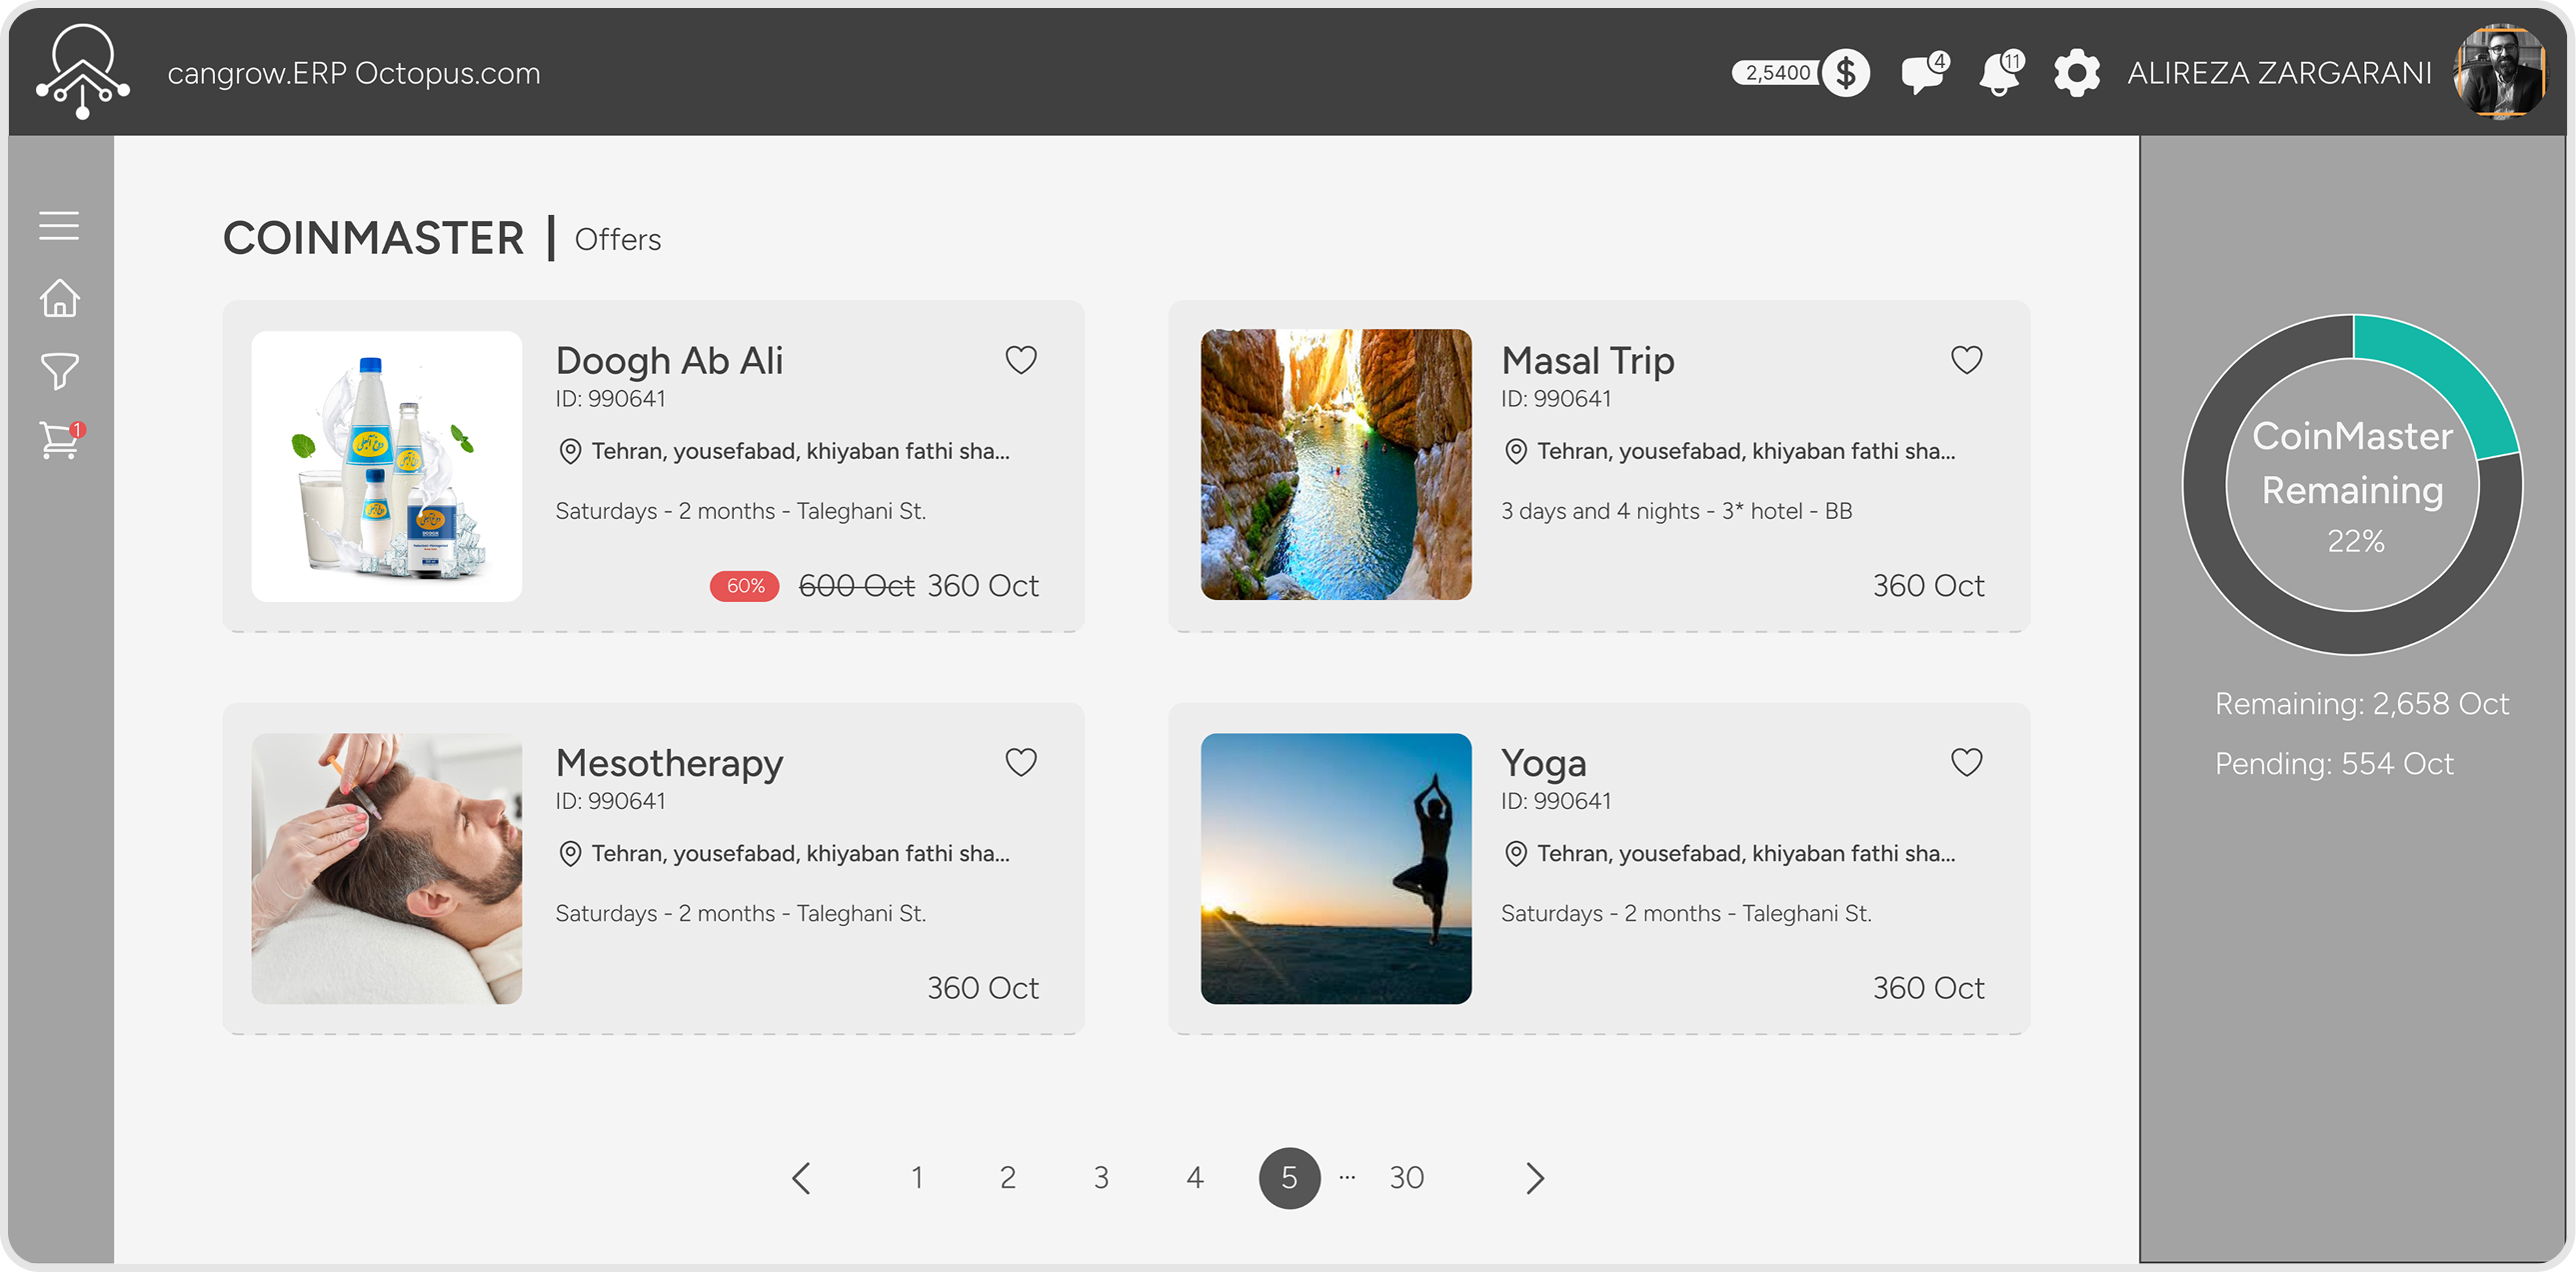 cangrow.ERP Octopus.com
2,5400
$
4
11
ALIREZA ZARGARANI
1
COINMASTER | Offers
Doogh Ab Ali
ID: 990641
Tehran, yousefabad, khiyaban fathi sha...
Saturdays - 2 months - Taleghani St.
60% 600 Oct 360 Oct
Masal Trip
ID: 990641
Tehran, yousefabad, khiyaban fathi sha...
3 days and 4 nights - 3* hotel - BB
360 Oct
Mesotherapy
ID: 990641
Tehran, yousefabad, khiyaban fathi sha...
Saturdays - 2 months - Taleghani St.
360 Oct
Yoga
ID: 990641
Tehran, yousefabad, khiyaban fathi sha...
Saturdays - 2 months - Taleghani St.
360 Oct
1 2 3 4 5 ... 30
CoinMaster
Remaining
22%
Remaining: 2,658 Oct
Pending: 554 Oct